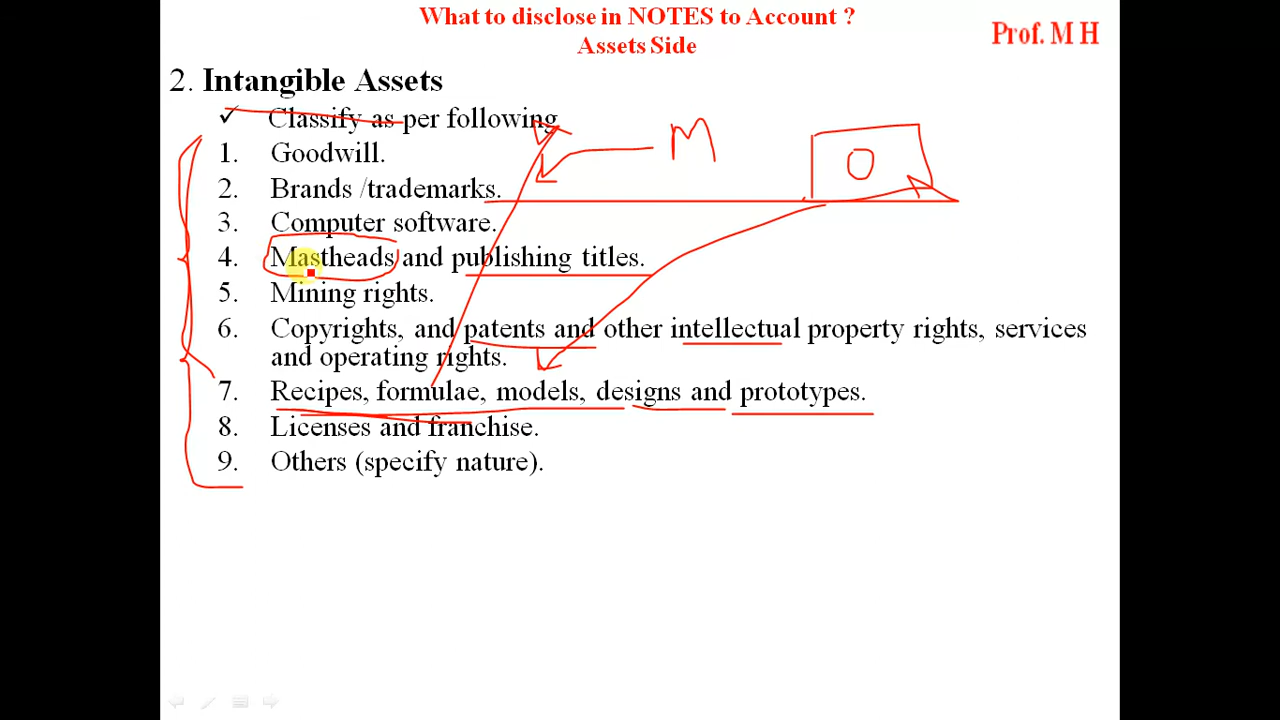 What to disclose in NOTES to Account ?
Assets Side
Prof. M H
2. Intangible Assets
✓ Classify as per following
M
O
1. Goodwill.
2. Brands /trademarks.
3. Computer software.
4. Mastheads and publishing titles.
5. Mining rights.
6. Copyrights, and patents and other intellectual property rights, services
and operating rights.
7. Recipes, formulae, models, designs and prototypes.
8. Licenses and franchise.
9. Others (specify nature).